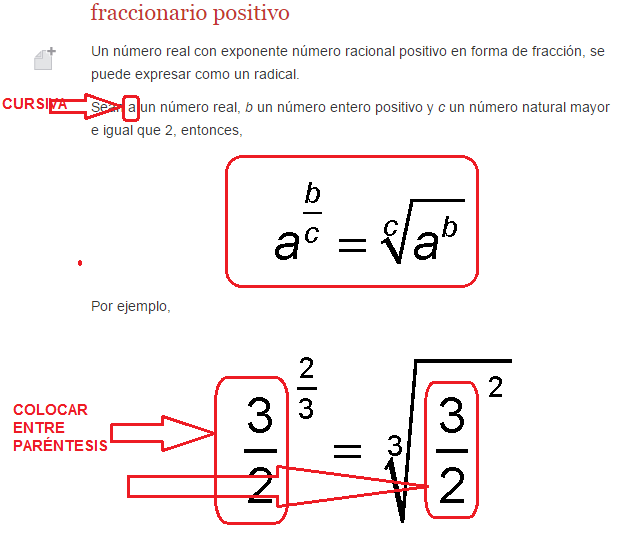 fraccionario positivo
Un número real con exponente número racional positivo en forma de fracción, se
puede expresar como un radical.
CURSIVA
Sean a un número real, b un número entero positivo y c un número natural mayor
e igual que 2, entonces,
a^(b/c) = ᶜ√(a^b)
Por ejemplo,
COLOCAR
ENTRE
PARÉNTESIS
3/2^(2/3) = ³√(3/2^2)